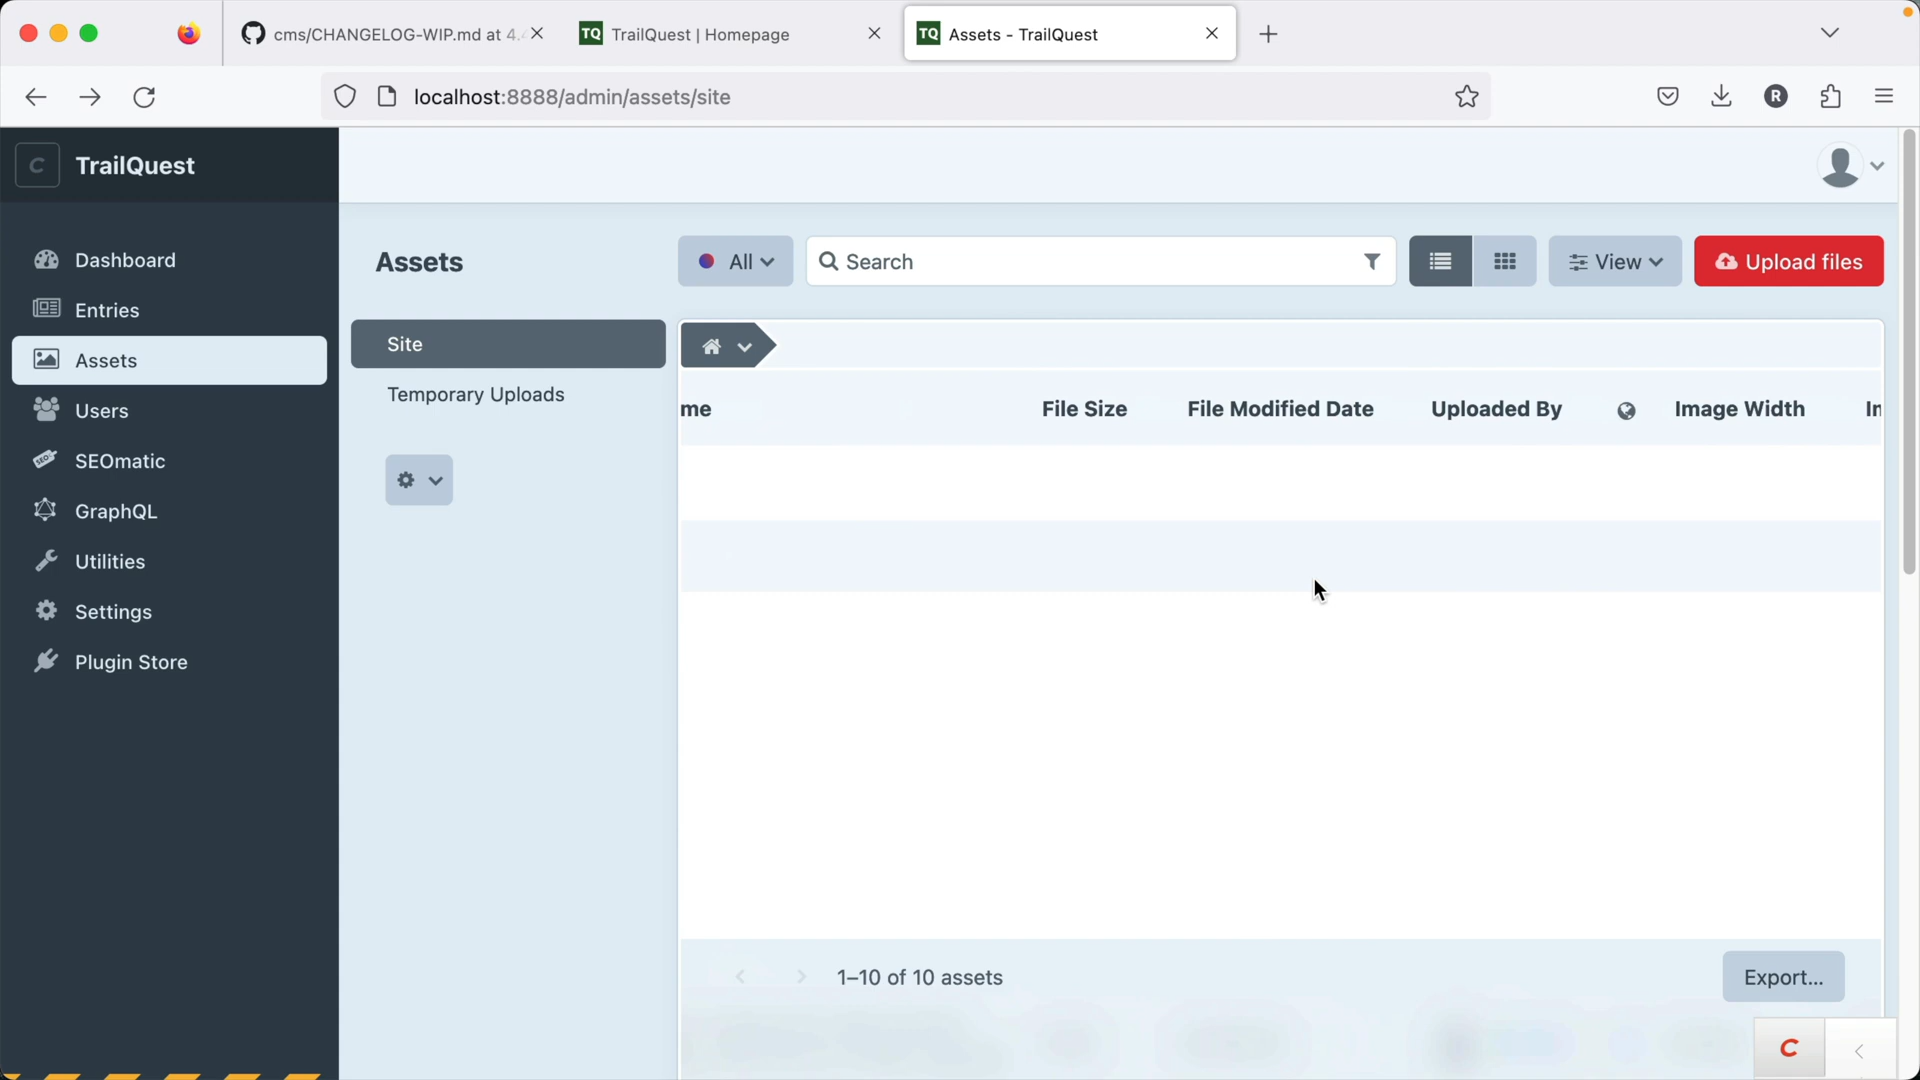 cms/CHANGELOG-WIP.md at 4.
TQ TrailQuest | Homepage
TQ Assets - TrailQuest
localhost:8888/admin/assets/site
R
C TrailQuest
Dashboard
Entries
Assets
Users
SEOmatic
GraphQL
Utilities
Settings
Plugin Store
Assets
All
Search
View
Upload files
Site
Temporary Uploads
me
File Size
File Modified Date
Uploaded By
Image Width
In
1–10 of 10 assets
Export...
C